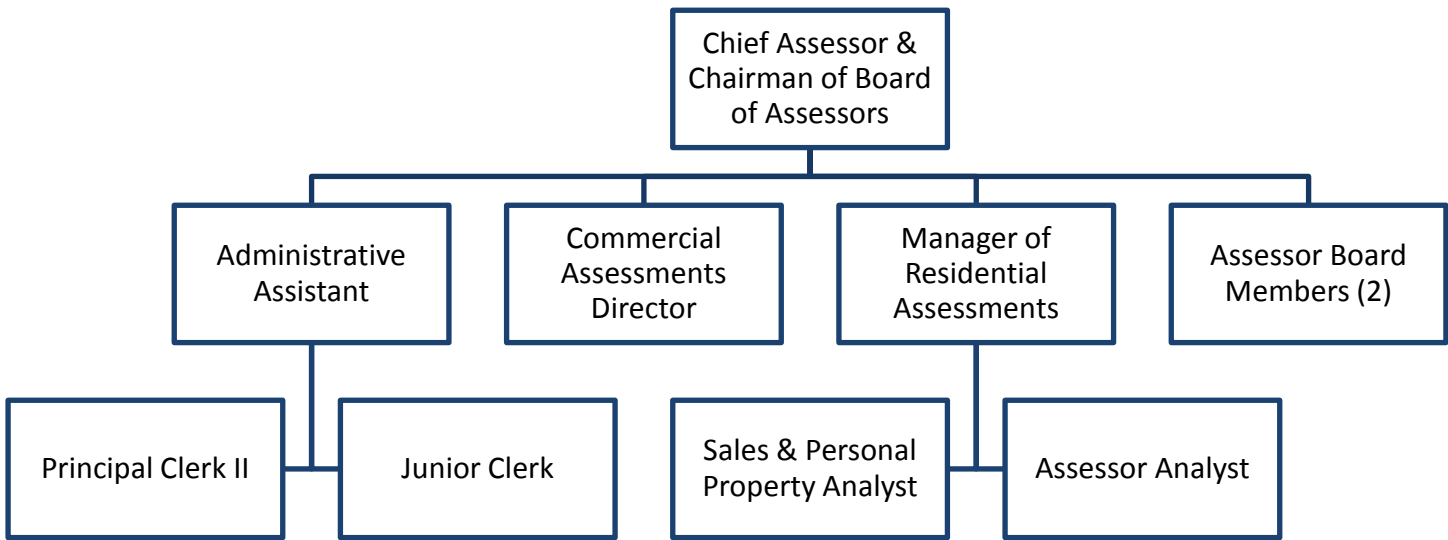 Chief Assessor &
Chairman of Board
of Assessors
Administrative
Assistant
Commercial
Assessments
Director
Manager of
Residential
Assessments
Assessor Board
Members (2)
Principal Clerk II
Junior Clerk
Sales & Personal
Property Analyst
Assessor Analyst